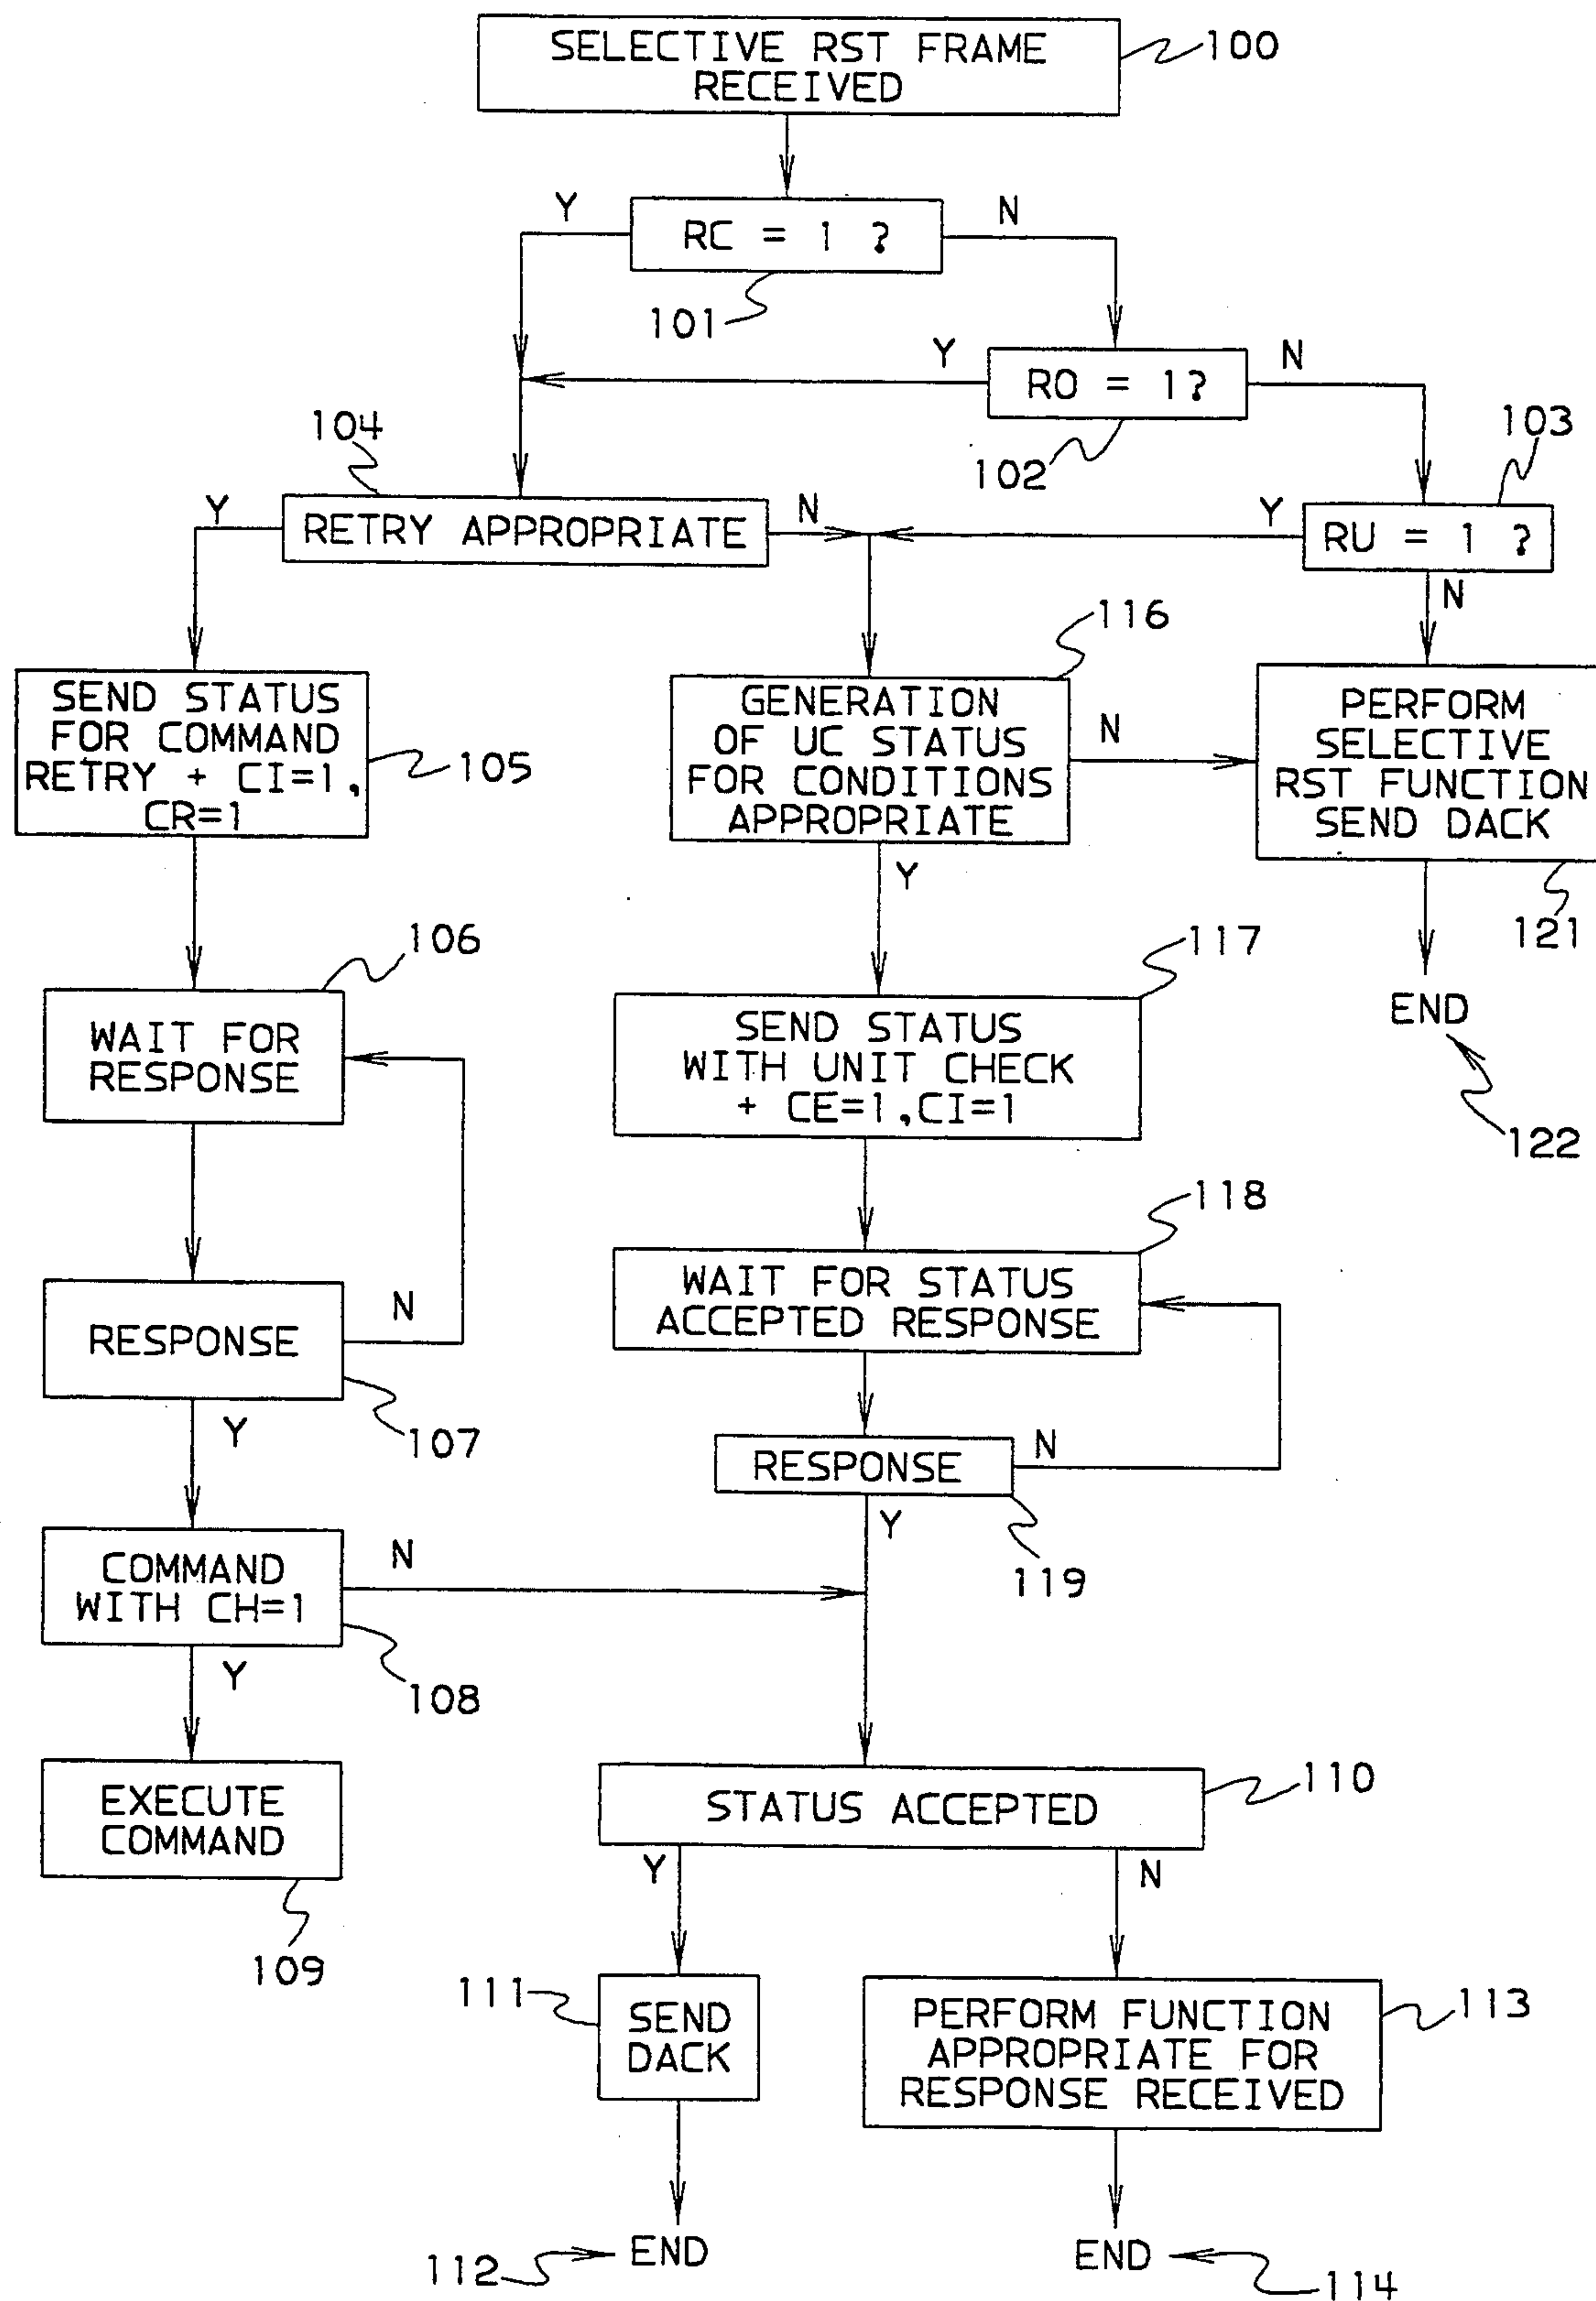 SELECTIVE RST FRAME
RECEIVED
100
Y
RC = 1 ?
N
101
Y
RO = 1?
N
102
103
104
Y
RETRY APPROPRIATE
N
Y
RU = 1 ?
N
116
SEND STATUS
FOR COMMAND
RETRY + CI=1,
CR=1
105
GENERATION
OF UC STATUS
FOR CONDITIONS
APPROPRIATE
N
Y
PERFORM
SELECTIVE
RST FUNCTION
SEND DACK
121
END
122
106
WAIT FOR
RESPONSE
117
SEND STATUS
WITH UNIT CHECK
+ CE=1,CI=1
118
WAIT FOR STATUS
ACCEPTED RESPONSE
RESPONSE
N
Y
107
RESPONSE
N
Y
119
COMMAND
WITH CH=1
N
Y
108
EXECUTE
COMMAND
109
STATUS ACCEPTED
110
Y
N
111
SEND
DACK
PERFORM FUNCTION
APPROPRIATE FOR
RESPONSE RECEIVED
113
112
END
END
114